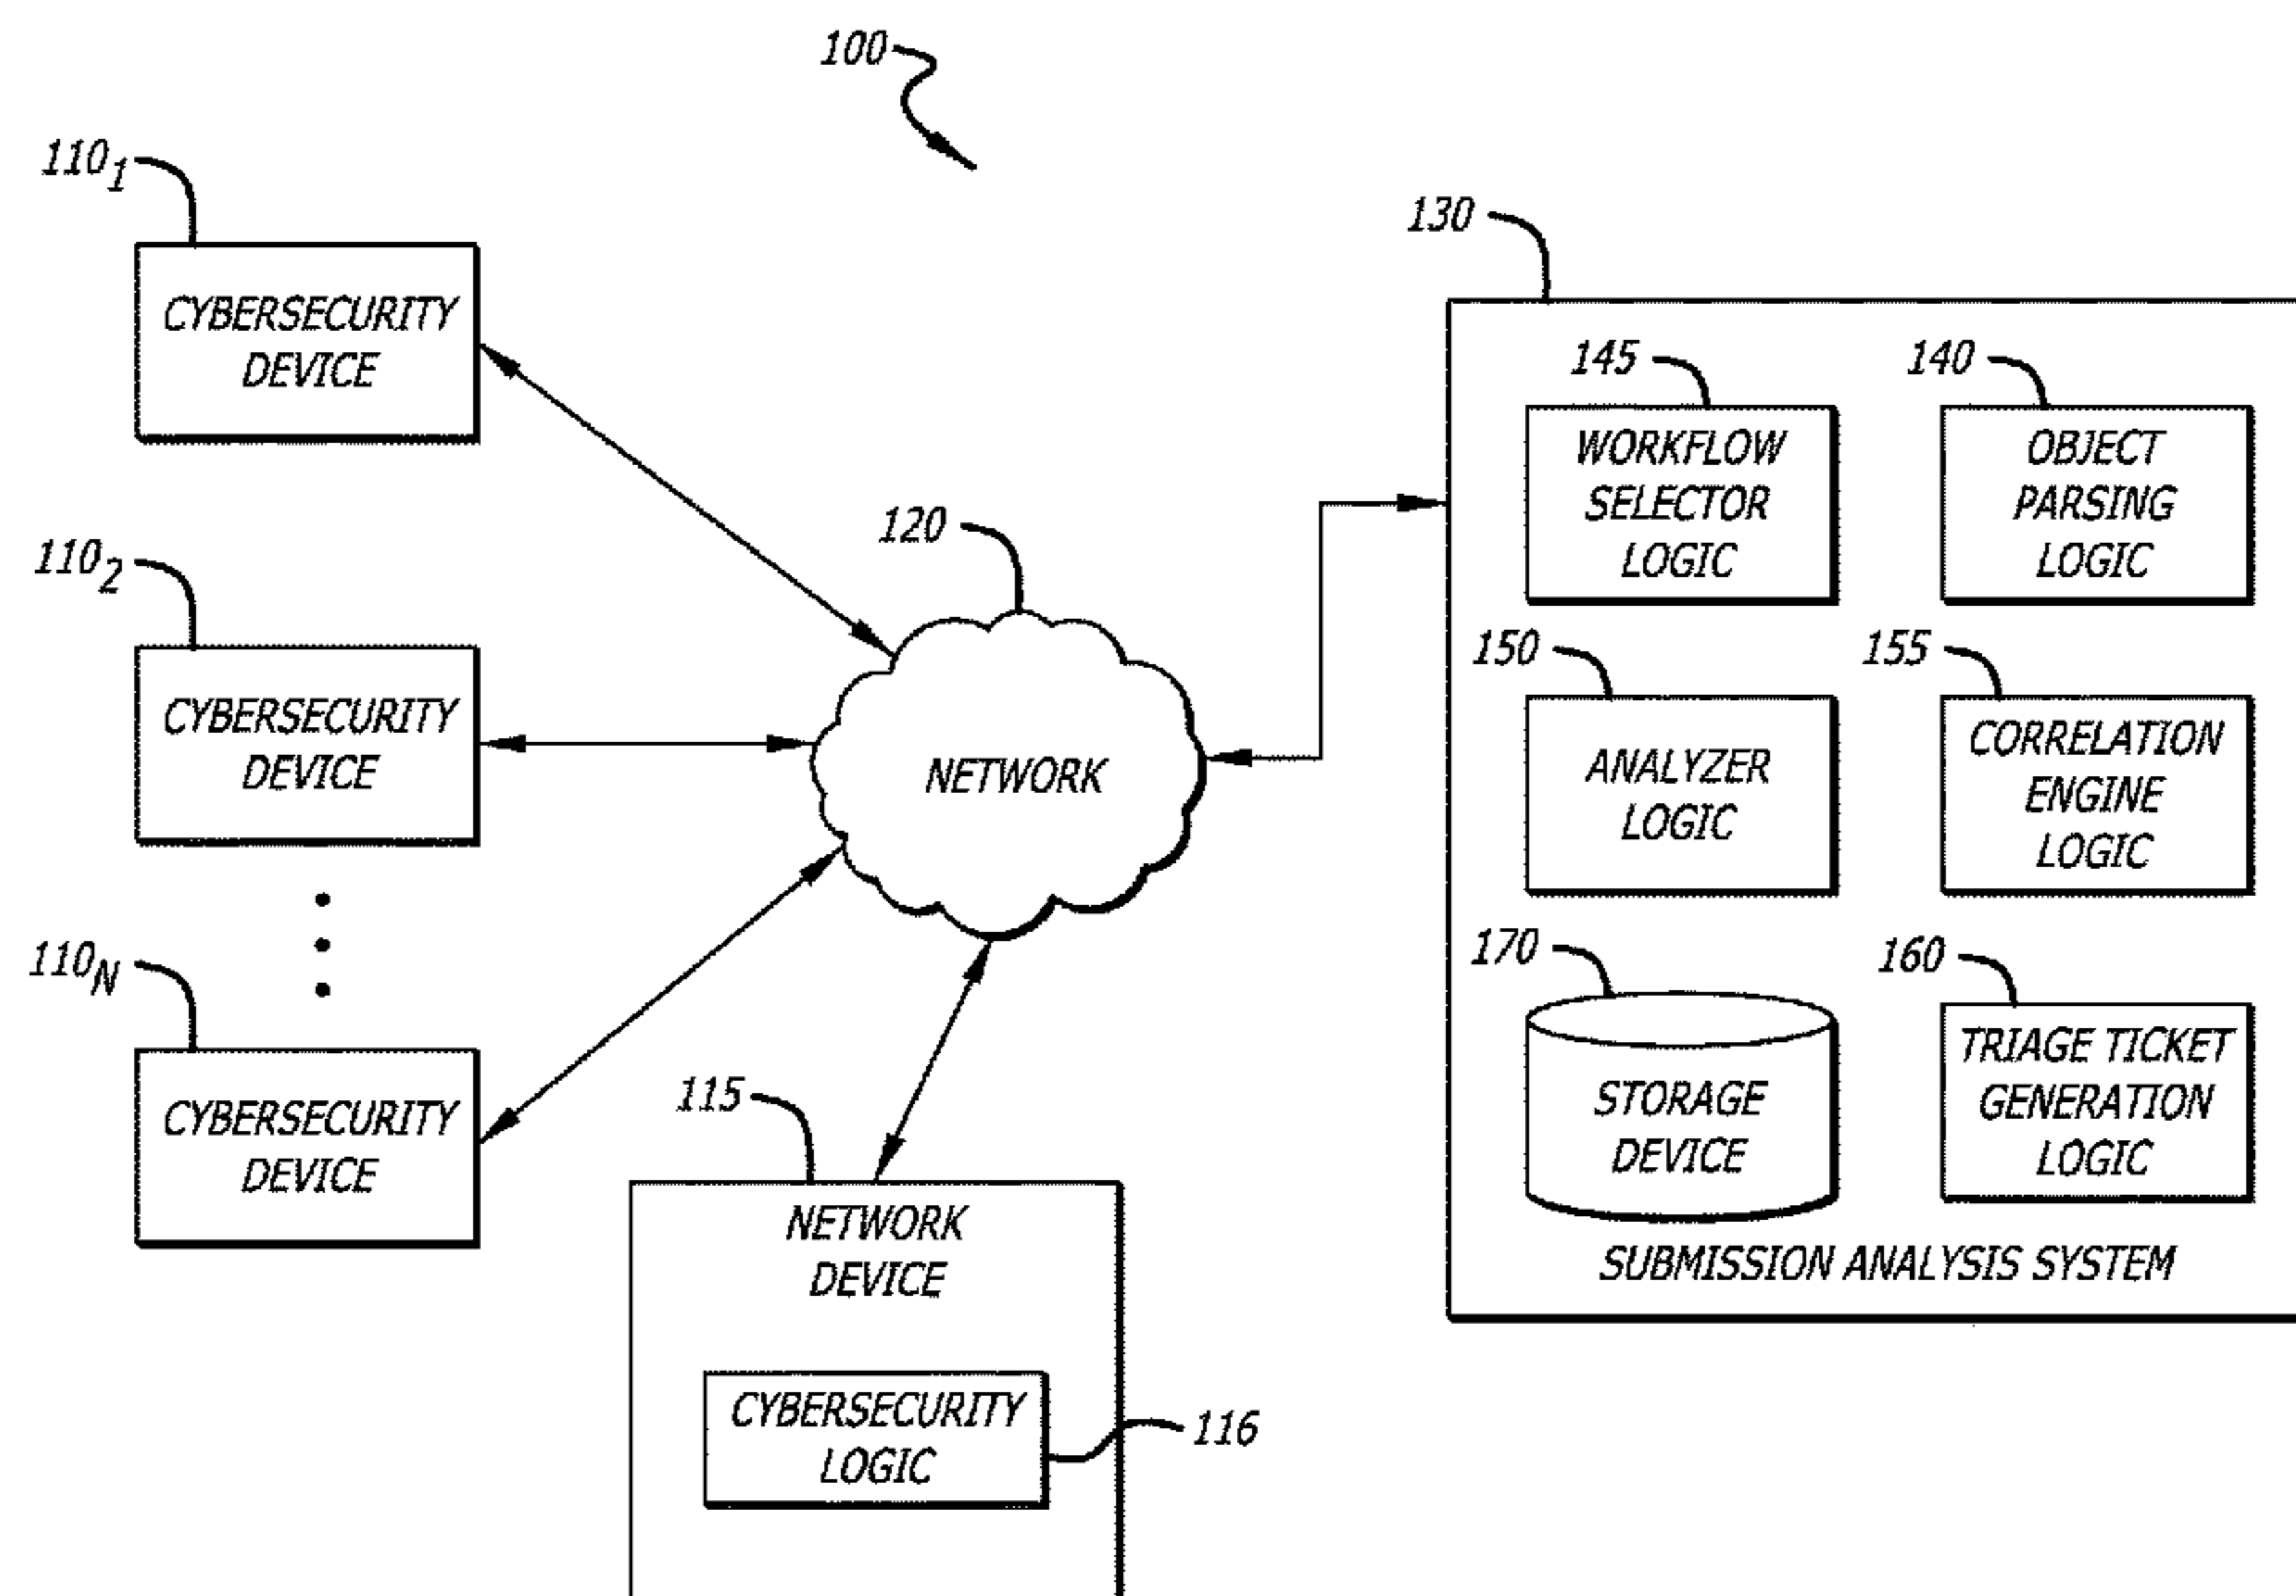 100
110₁
CYBERSECURITY
DEVICE
110₂
CYBERSECURITY
DEVICE
110N
CYBERSECURITY
DEVICE
120
NETWORK
115
NETWORK
DEVICE
CYBERSECURITY
LOGIC
116
130
145
WORKFLOW
SELECTOR
LOGIC
140
OBJECT
PARSING
LOGIC
150
ANALYZER
LOGIC
155
CORRELATION
ENGINE
LOGIC
170
STORAGE
DEVICE
160
TRIAGE TICKET
GENERATION
LOGIC
SUBMISSION ANALYSIS SYSTEM